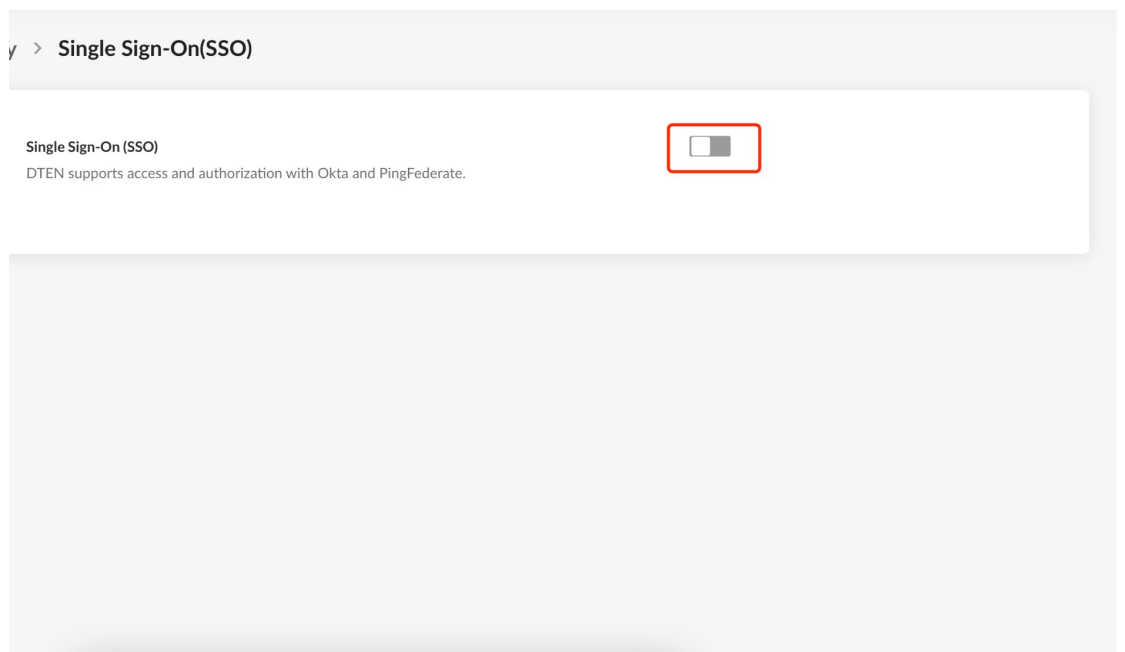 y > Single Sign-On(SSO)
Single Sign-On (SSO)
DTEN supports access and authorization with Okta and PingFederate.